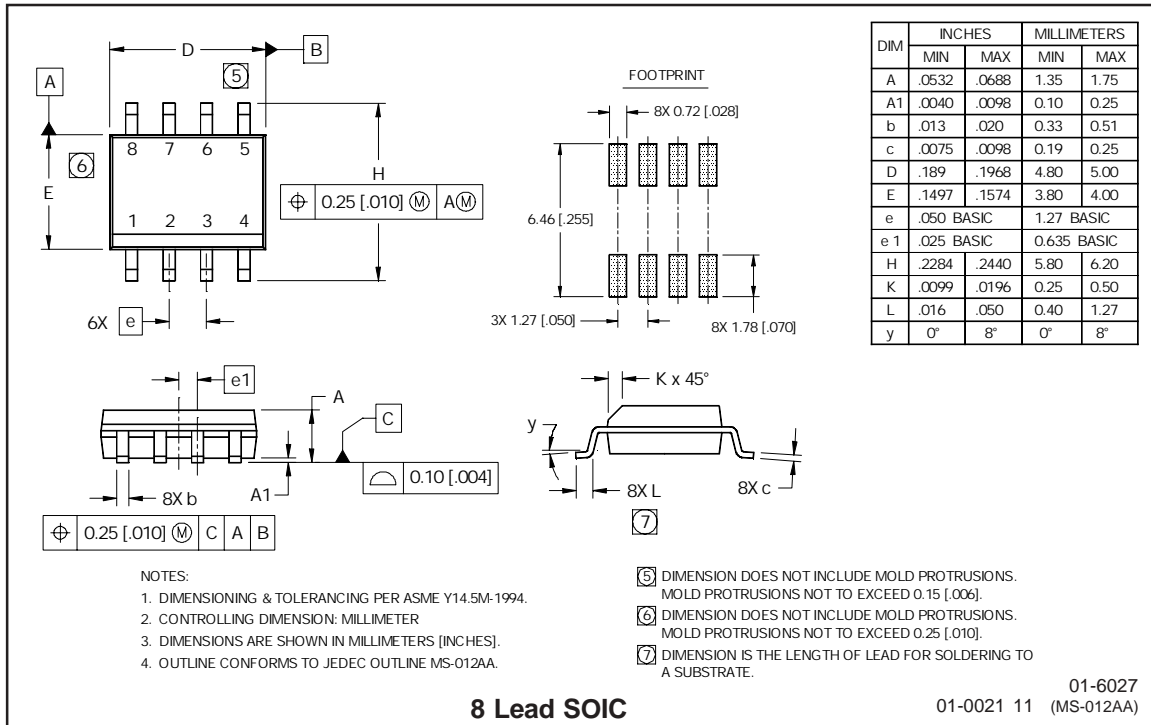 D
B
5
A
8 7 6 5
6
E
H
⌖ 0.25 [.010] Ⓜ AⓂ
1 2 3 4
6X e
FOOTPRINT
8X 0.72 [.028]
6.46 [.255]
3X 1.27 [.050]
8X 1.78 [.070]
DIM INCHES MILLIMETERS
MIN MAX MIN MAX
A .0532 .0688 1.35 1.75
A1 .0040 .0098 0.10 0.25
b .013 .020 0.33 0.51
c .0075 .0098 0.19 0.25
D .189 .1968 4.80 5.00
E .1497 .1574 3.80 4.00
e .050 BASIC 1.27 BASIC
e 1 .025 BASIC 0.635 BASIC
H .2284 .2440 5.80 6.20
K .0099 .0196 0.25 0.50
L .016 .050 0.40 1.27
y 0° 8° 0° 8°
e1
A
C
0.10 [.004]
8X b
A1
⌖ 0.25 [.010] Ⓜ C A B
K x 45°
y
8X L
7
8X c
NOTES:
1. DIMENSIONING & TOLERANCING PER ASME Y14.5M-1994.
2. CONTROLLING DIMENSION: MILLIMETER
3. DIMENSIONS ARE SHOWN IN MILLIMETERS [INCHES].
4. OUTLINE CONFORMS TO JEDEC OUTLINE MS-012AA.
5 DIMENSION DOES NOT INCLUDE MOLD PROTRUSIONS.
MOLD PROTRUSIONS NOT TO EXCEED 0.15 [.006].
6 DIMENSION DOES NOT INCLUDE MOLD PROTRUSIONS.
MOLD PROTRUSIONS NOT TO EXCEED 0.25 [.010].
7 DIMENSION IS THE LENGTH OF LEAD FOR SOLDERING TO
A SUBSTRATE.
8 Lead SOIC
01-6027
01-0021 11 (MS-012AA)